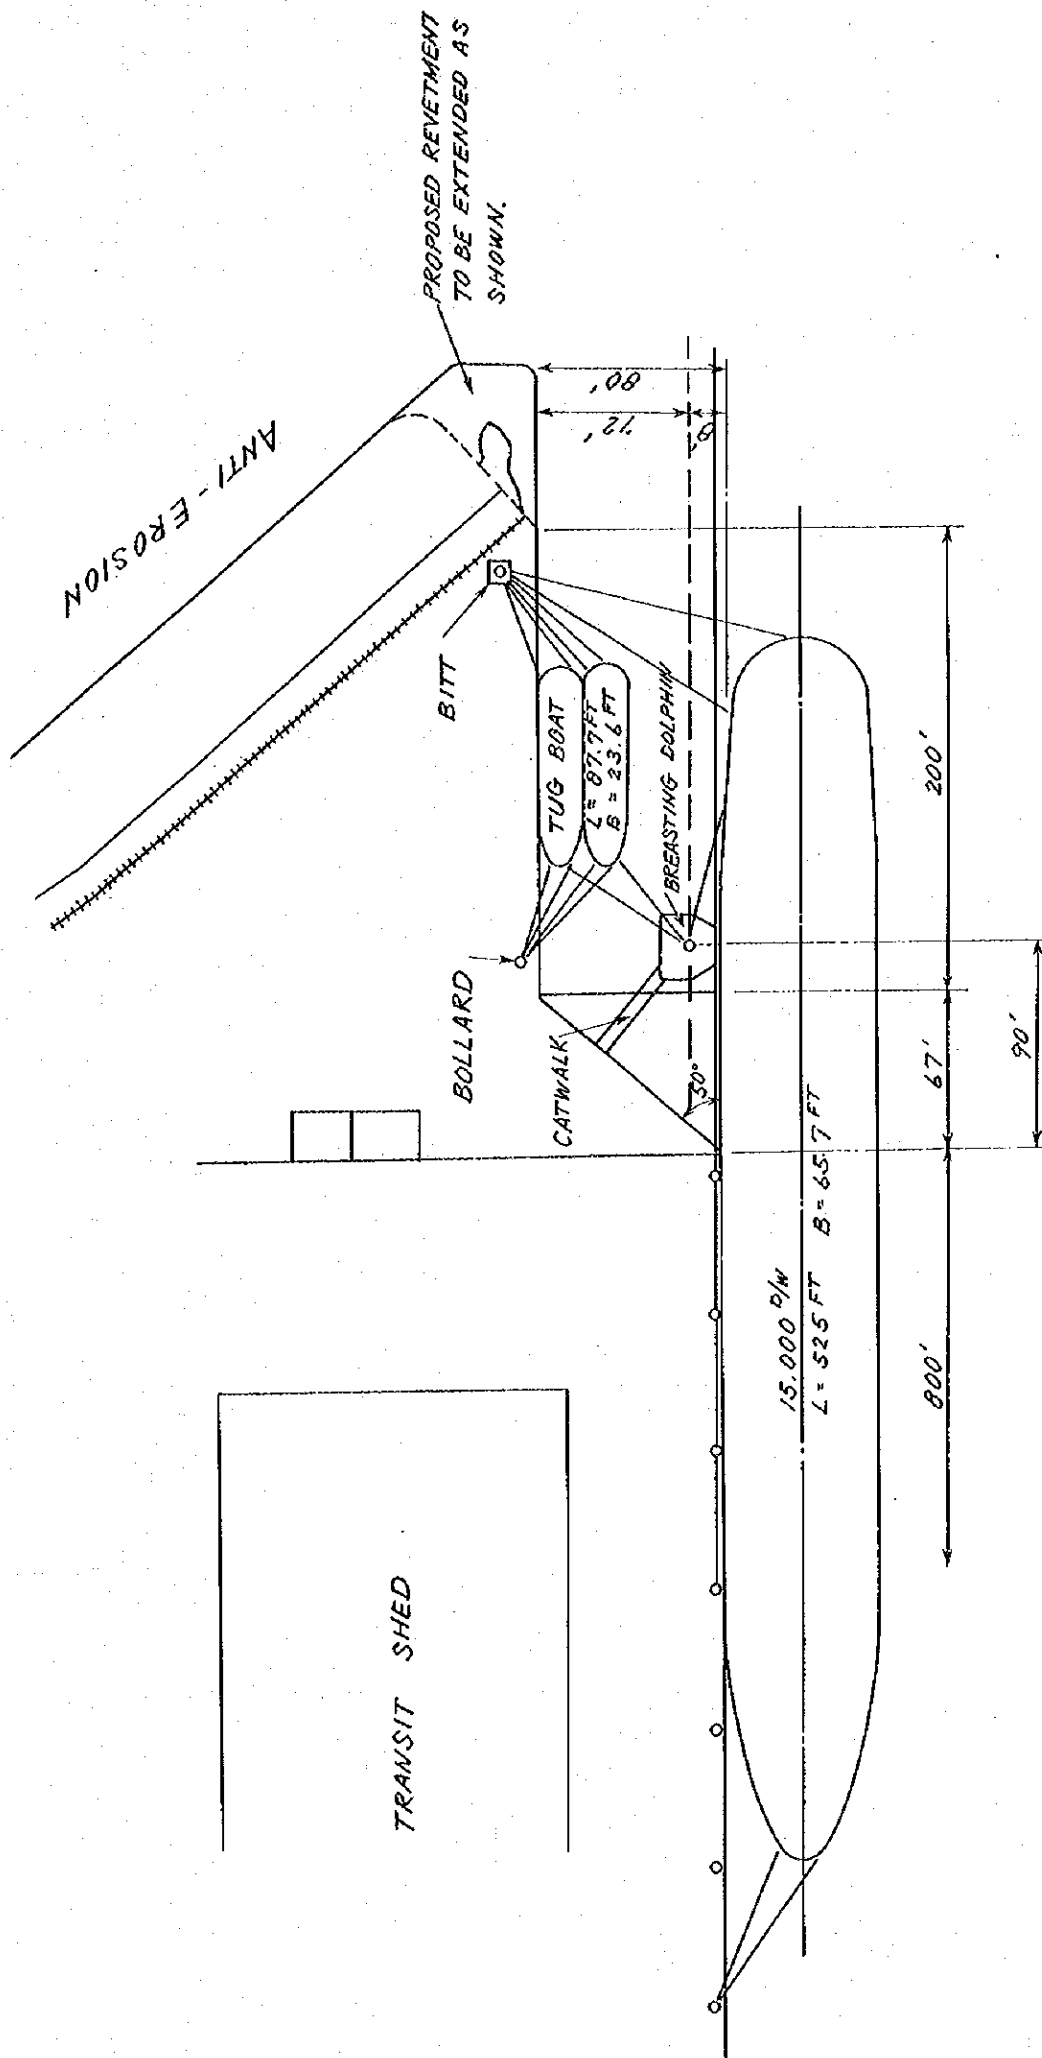 ANTI-EROSION
PROPOSED REVETMENT
TO BE EXTENDED AS
SHOWN.
BITT
BOLLARD
CATWALK
TUG BOAT
L= 87.7 FT
B = 23.6 FT
BREASTING DOLPHIN
80'
72'
8'
50°
TRANSIT SHED
15.000 D/W
L= 525 FT B=65.7 FT
800'
67'
200'
90'